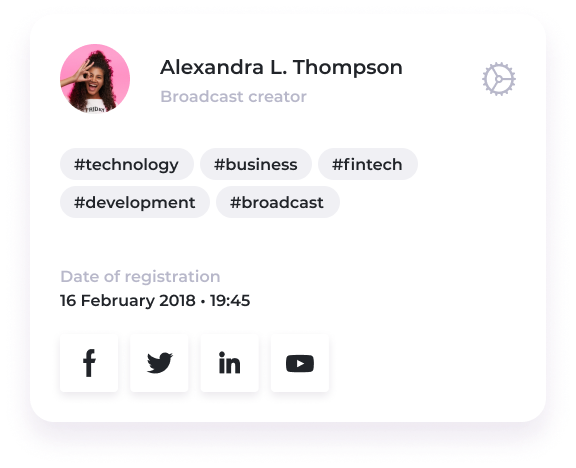 Alexandra L. Thompson
Broadcast creator
#technology #business #fintech
#development #broadcast
Date of registration
16 February 2018 • 19:45